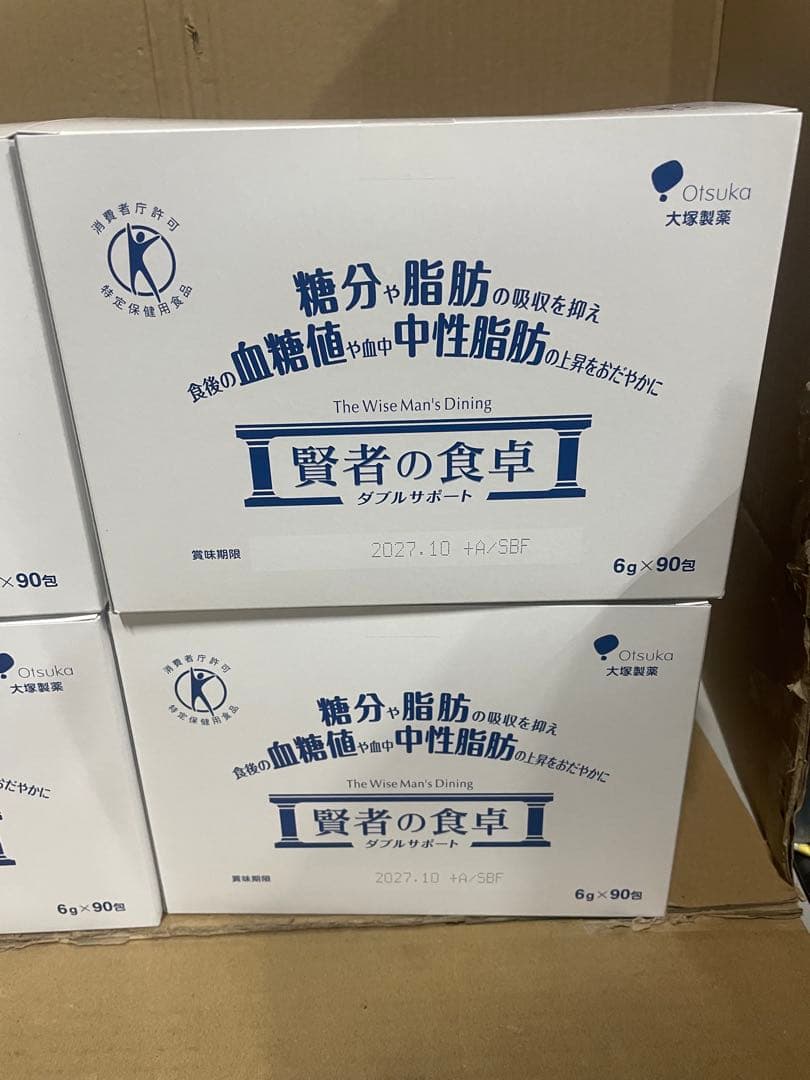 消費者庁許可
特定保健用食品
Otsuka
大塚製薬
糖分や脂肪の吸収を抑え
食後の血糖値や血中中性脂肪の上昇をおだやかに
The Wise Man's Dining
賢者の食卓
ダブルサポート
賞味期限 2027.10 +A/SBF
6g×90包
×90包
消費者庁許可
特定保健用食品
Otsuka
大塚製薬
糖分や脂肪の吸収を抑え
食後の血糖値や血中中性脂肪の上昇をおだやかに
The Wise Man's Dining
賢者の食卓
ダブルサポート
賞味期限 2027.10 +A/SBF
6g×90包
Otsuka
大塚製薬
おだやかに
6g×90包